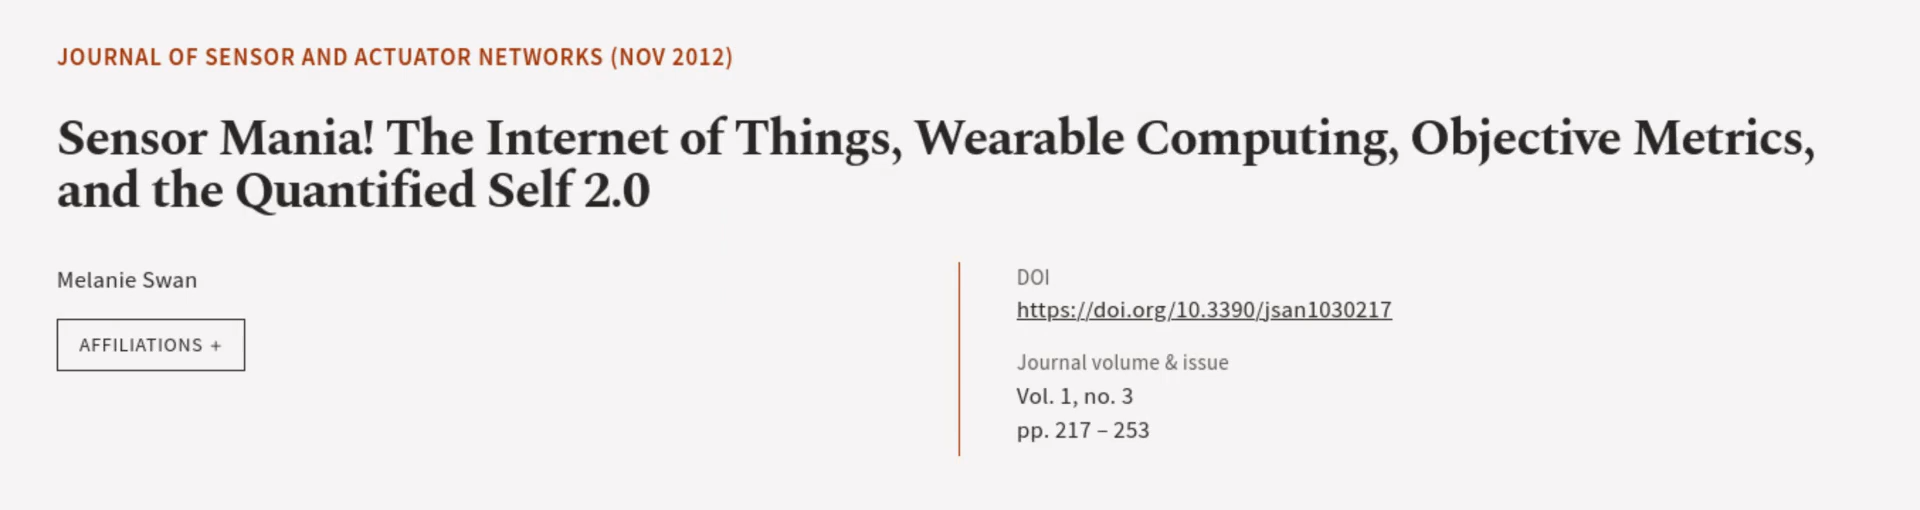 JOURNAL OF SENSOR AND ACTUATOR NETWORKS (NOV 2012)
Sensor Mania! The Internet of Things, Wearable Computing, Objective Metrics,
and the Quantified Self 2.0
Melanie Swan
AFFILIATIONS +
DOI
https://doi.org/10.3390/jsan1030217
Journal volume & issue
Vol. 1, no. 3
pp. 217 – 253